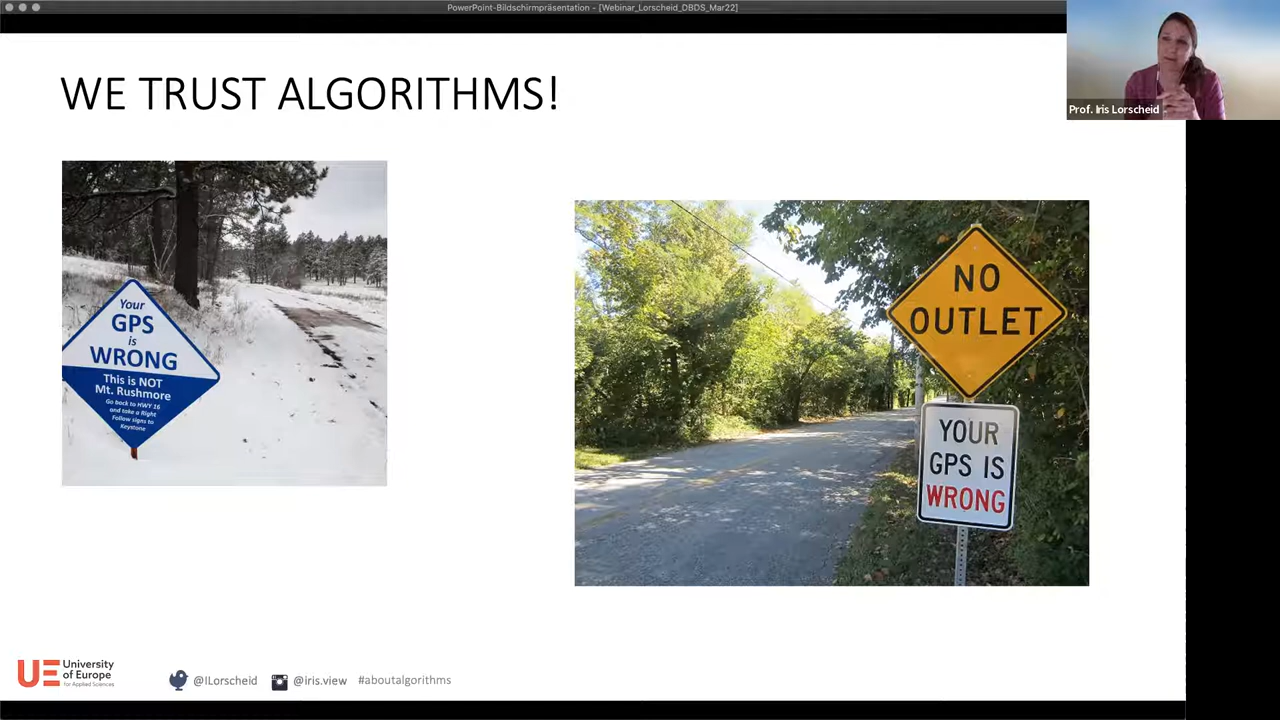 PowerPoint-Bildschirmpräsentation - [Webinar_Lorscheid_DBDS_Mar22]
Prof. Iris Lorscheid
WE TRUST ALGORITHMS!
Your
GPS
is
WRONG
This is NOT
Mt. Rushmore
Go back to HWY 16
and take a Right
Follow signs to
Keystone
NO
OUTLET
YOUR
GPS IS
WRONG
UE University
of Europe
for Applied Sciences
@ILorscheid @iris.view #aboutalgorithms